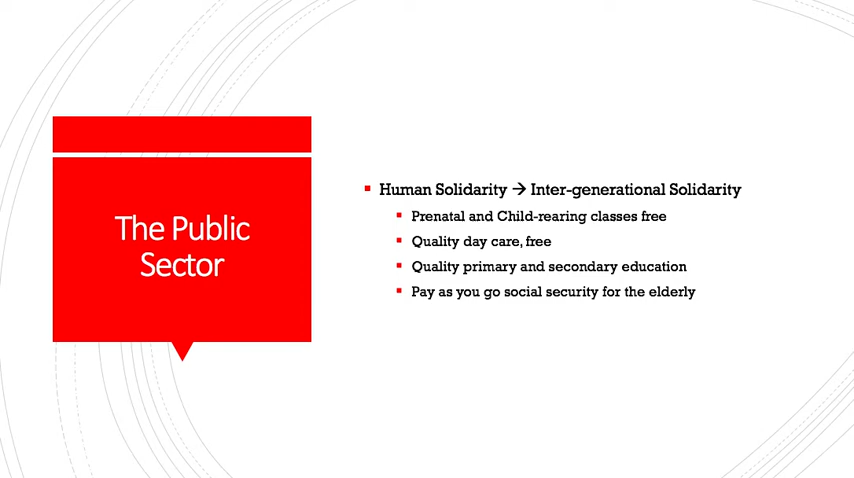 The Public
Sector
Human Solidarity → Inter-generational Solidarity
Prenatal and Child-rearing classes free
Quality day care, free
Quality primary and secondary education
Pay as you go social security for the elderly